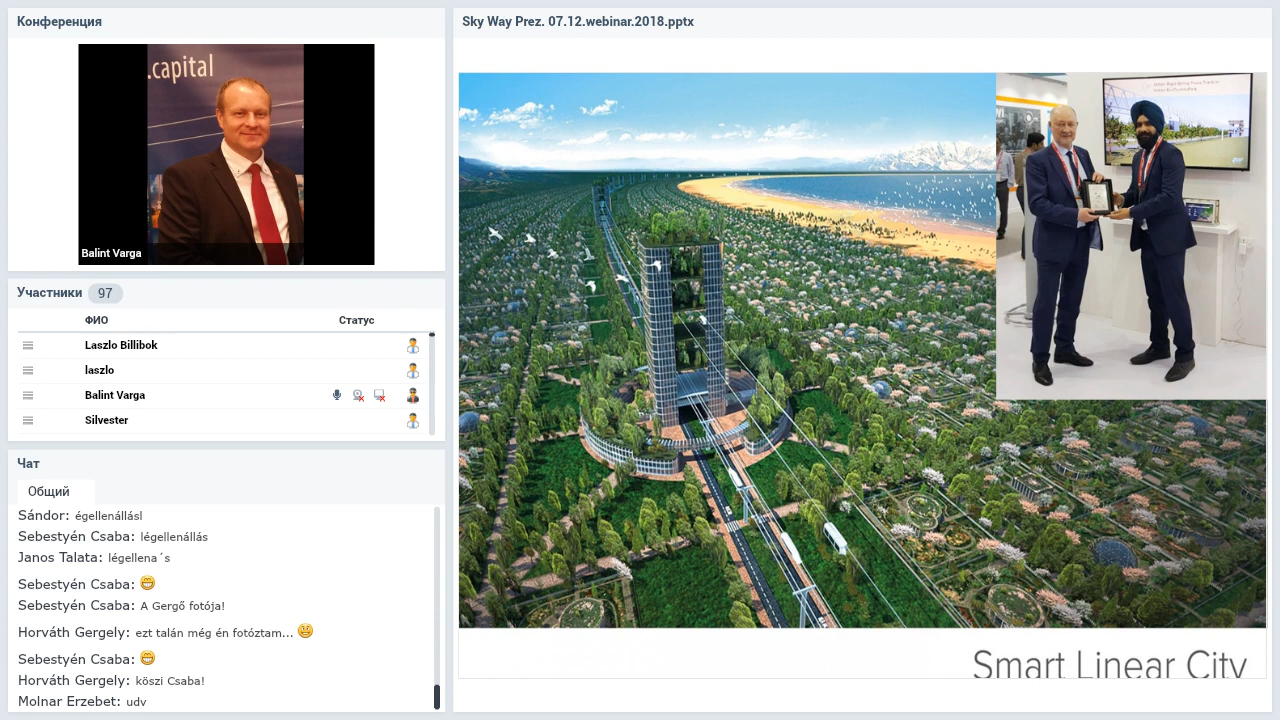 Конференция
.capital
Balint Varga
Участники 97
ФИО Статус
Laszlo Billibok
laszlo
Balint Varga
Silvester
Чат
Общий
Sándor: égellenállásl
Sebestyén Csaba: légellenállás
Janos Talata: légellena´s
Sebestyén Csaba:
Sebestyén Csaba: A Gergő fotója!
Horváth Gergely: ezt talán még én fotóztam...
Sebestyén Csaba:
Horváth Gergely: köszi Csaba!
Molnar Erzebet: udv
Sky Way Prez. 07.12.webinar.2018.pptx
Smart Linear City